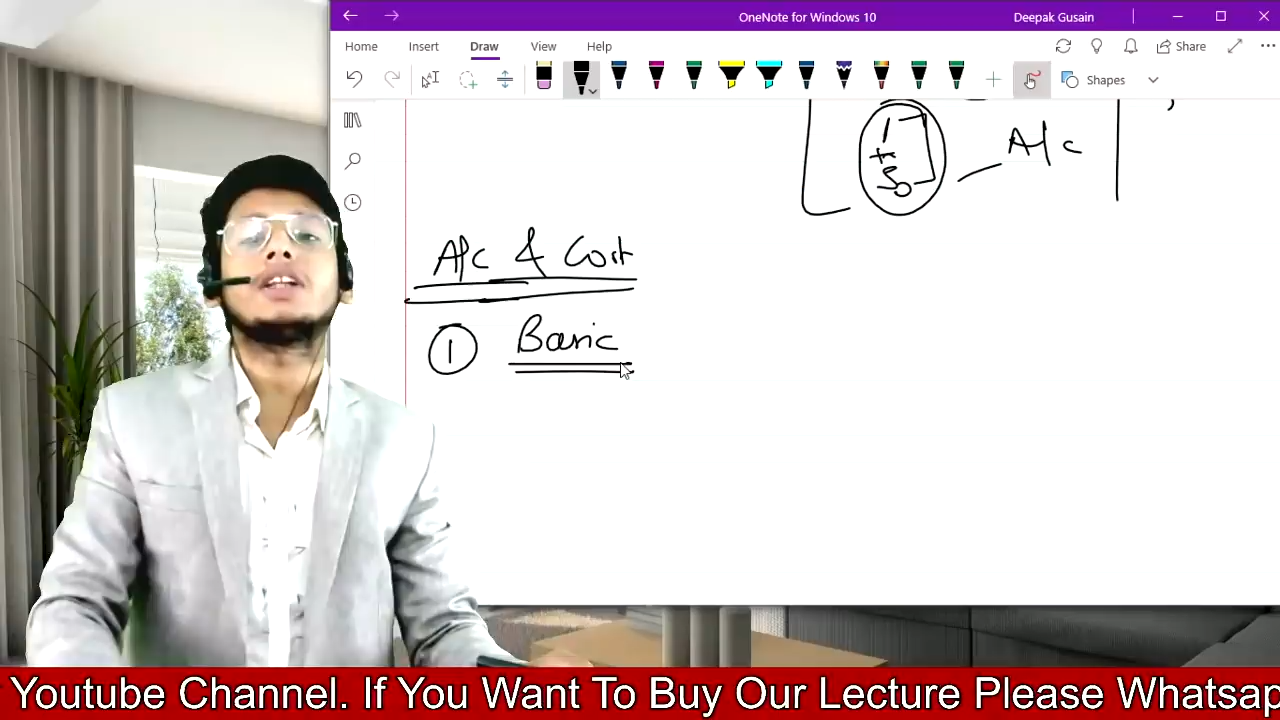 OneNote for Windows 10
Deepak Gusain
Home Insert Draw View Help
Share
Shapes
A/c
A/c & Cost
1 Basic
Youtube Channel. If You Want To Buy Our Lecture Please Whatsap